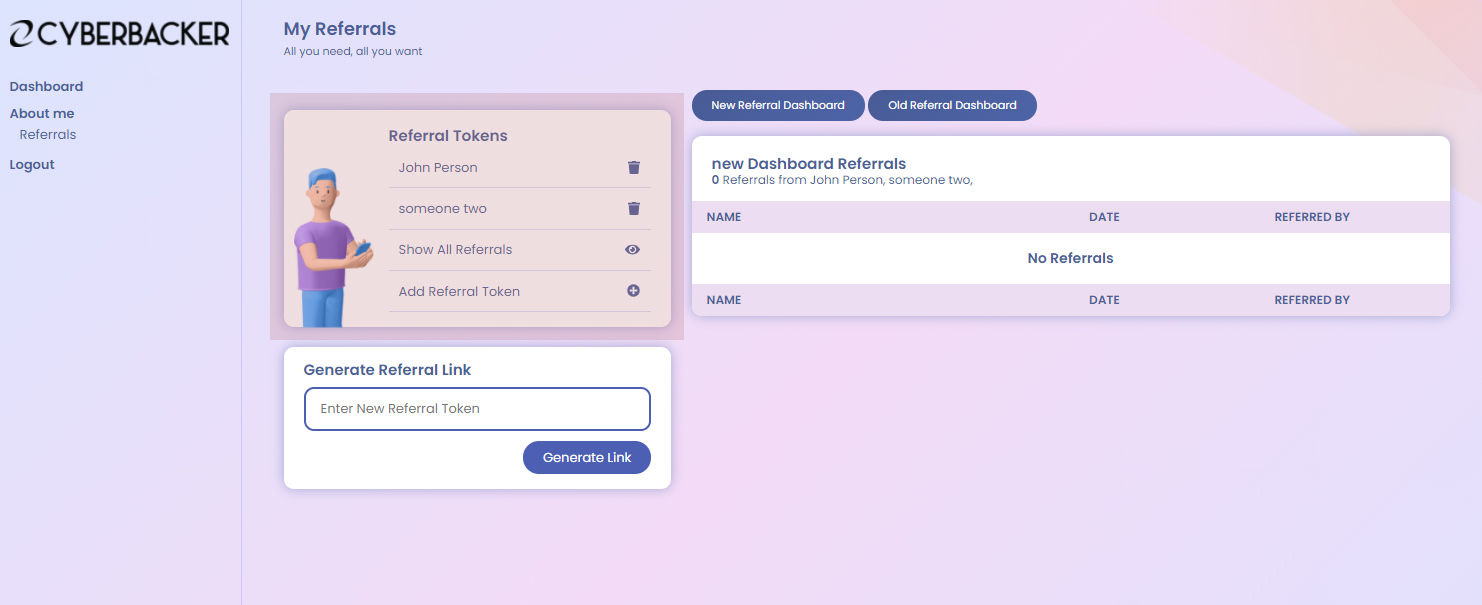 CYBERBACKER
Dashboard
About me
Referrals
Logout
My Referrals
All you need, all you want
Referral Tokens
John Person
someone two
Show All Referrals
Add Referral Token
Generate Referral Link
Enter New Referral Token
Generate Link
New Referral Dashboard Old Referral Dashboard
new Dashboard Referrals
0 Referrals from John Person, someone two,
NAME DATE REFERRED BY
No Referrals
NAME DATE REFERRED BY